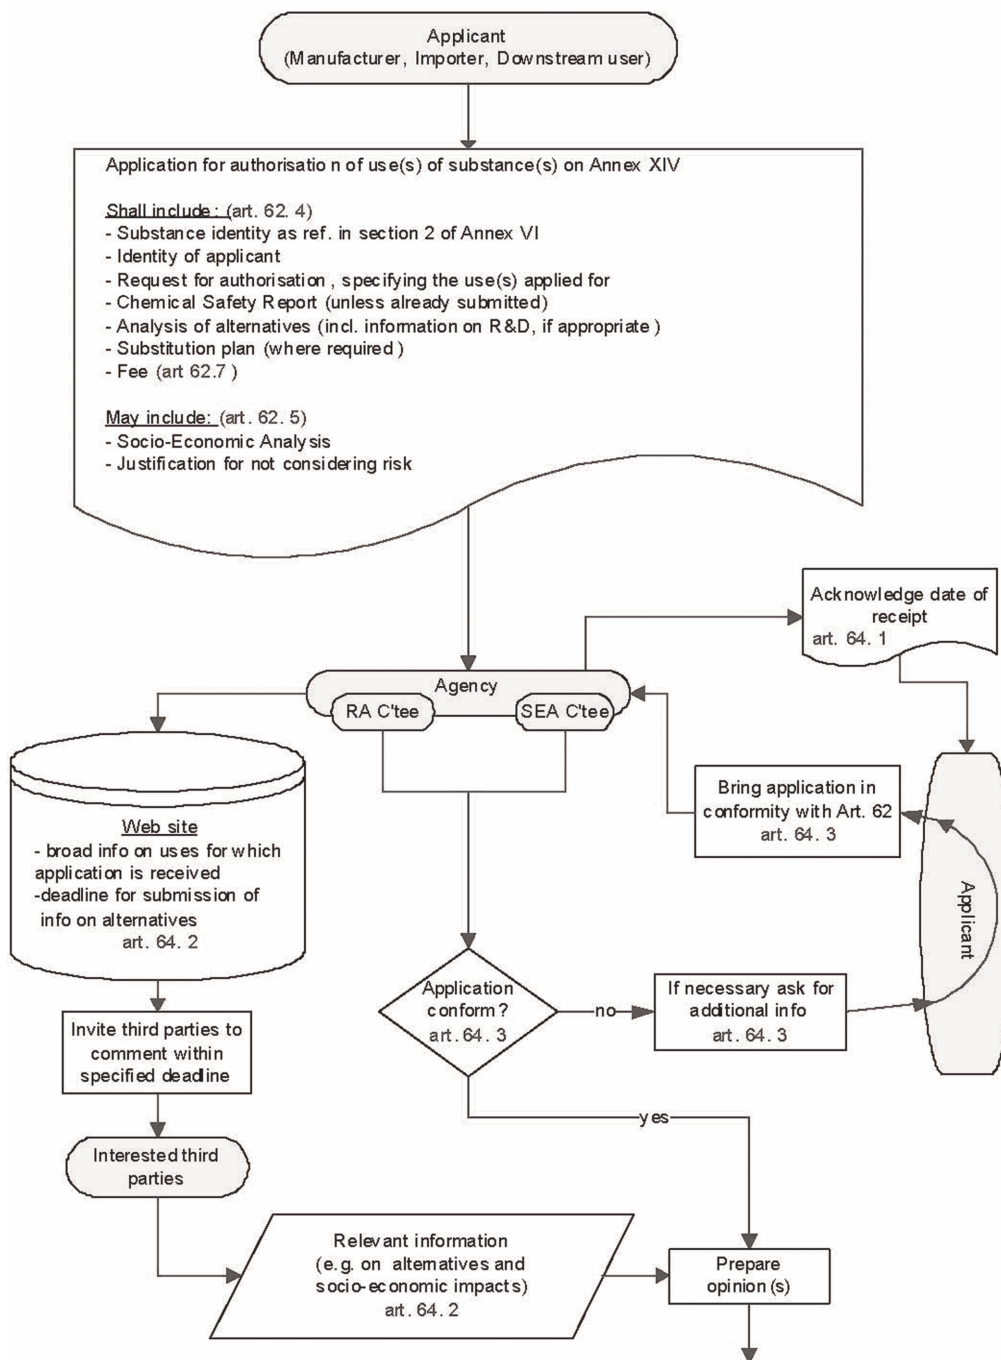 Applicant
(Manufacturer, Importer, Downstream user)
Application for authorisation of use(s) of substance(s) on Annex XIV
Shall include: (art. 62. 4)
- Substance identity as ref. in section 2 of Annex VI
- Identity of applicant
- Request for authorisation , specifying the use(s) applied for
- Chemical Safety Report (unless already submitted)
- Analysis of alternatives (incl. information on R&D, if appropriate )
- Substitution plan (where required )
- Fee (art 62.7 )
May include: (art. 62. 5)
- Socio-Economic Analysis
- Justification for not considering risk
Acknowledge date of
receipt
art. 64. 1
Agency
RA C'tee
SEA C'tee
Bring application in
conformity with Art. 62
art. 64. 3
Applicant
Web site
- broad info on uses for which
application is received
-deadline for submission of
info on alternatives
art. 64. 2
Application
conform?
art. 64. 3
no
If necessary ask for
additional info
art. 64. 3
Invite third parties to
comment within
specified deadline
yes
Interested third
parties
Relevant information
(e.g. on alternatives and
socio-economic impacts)
art. 64. 2
Prepare
opinion (s)